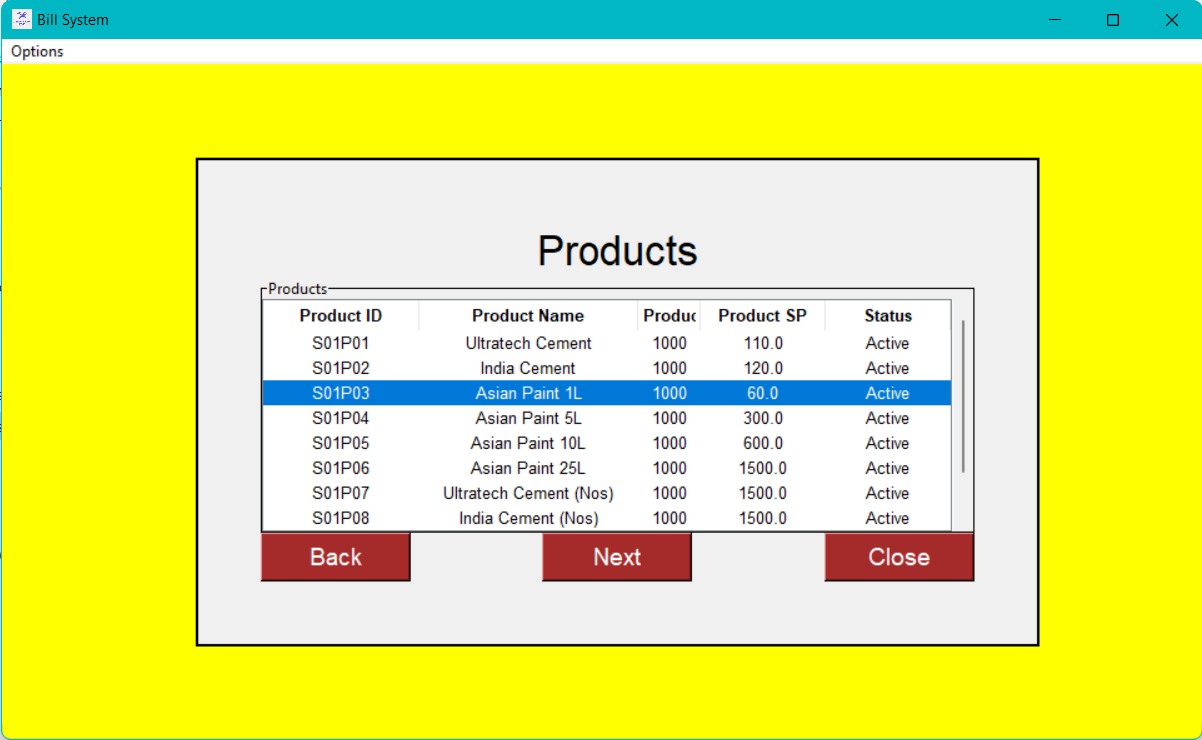 Bill System
Options
Products
Products
Product ID Product Name Produc Product SP Status
S01P01 Ultratech Cement 1000 110.0 Active
S01P02 India Cement 1000 120.0 Active
S01P03 Asian Paint 1L 1000 60.0 Active
S01P04 Asian Paint 5L 1000 300.0 Active
S01P05 Asian Paint 10L 1000 600.0 Active
S01P06 Asian Paint 25L 1000 1500.0 Active
S01P07 Ultratech Cement (Nos) 1000 1500.0 Active
S01P08 India Cement (Nos) 1000 1500.0 Active
Back Next Close